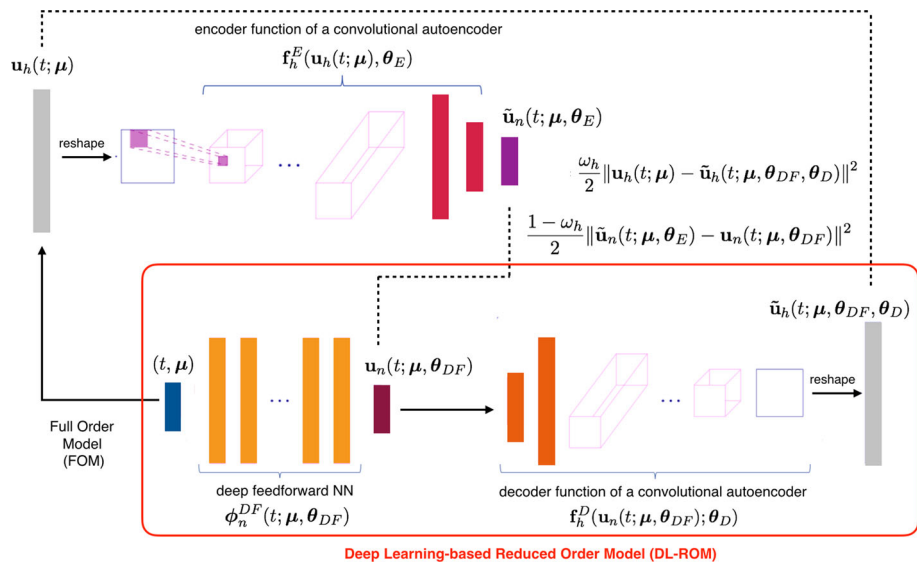 encoder function of a convolutional autoencoder
𝐟_h^E(𝐮_h(t; 𝝁), 𝜽_E)
𝐮_h(t; 𝝁)
reshape
...
ũ_n(t; 𝝁, 𝜽_E)
ω_h/2 ‖𝐮_h(t; 𝝁) − ũ_h(t; 𝝁, 𝜽_DF, 𝜽_D)‖²
1 − ω_h/2 ‖ũ_n(t; 𝝁, 𝜽_E) − 𝐮_n(t; 𝝁, 𝜽_DF)‖²
ũ_h(t; 𝝁, 𝜽_DF, 𝜽_D)
(t, 𝝁)
...
𝐮_n(t; 𝝁, 𝜽_DF)
...
reshape
Full Order
Model
(FOM)
deep feedforward NN
𝝓_n^DF(t; 𝝁, 𝜽_DF)
decoder function of a convolutional autoencoder
𝐟_h^D(𝐮_n(t; 𝝁, 𝜽_DF); 𝜽_D)
Deep Learning-based Reduced Order Model (DL-ROM)